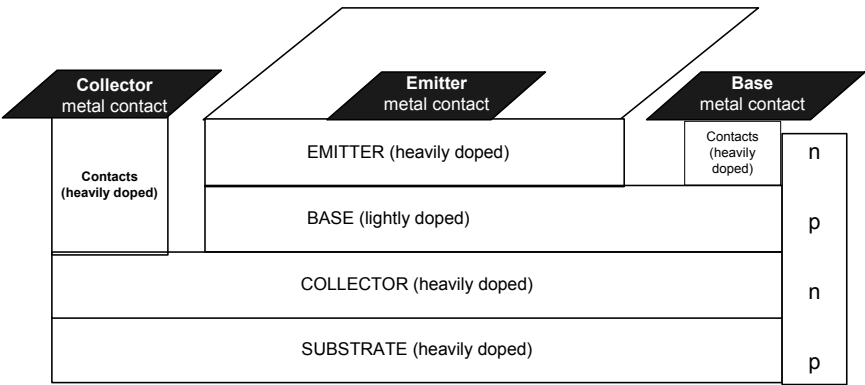 Collector
metal contact
Emitter
metal contact
Base
metal contact
Contacts
(heavily doped)
EMITTER (heavily doped)
Contacts
(heavily
doped)
n
BASE (lightly doped)
p
COLLECTOR (heavily doped)
n
SUBSTRATE (heavily doped)
p